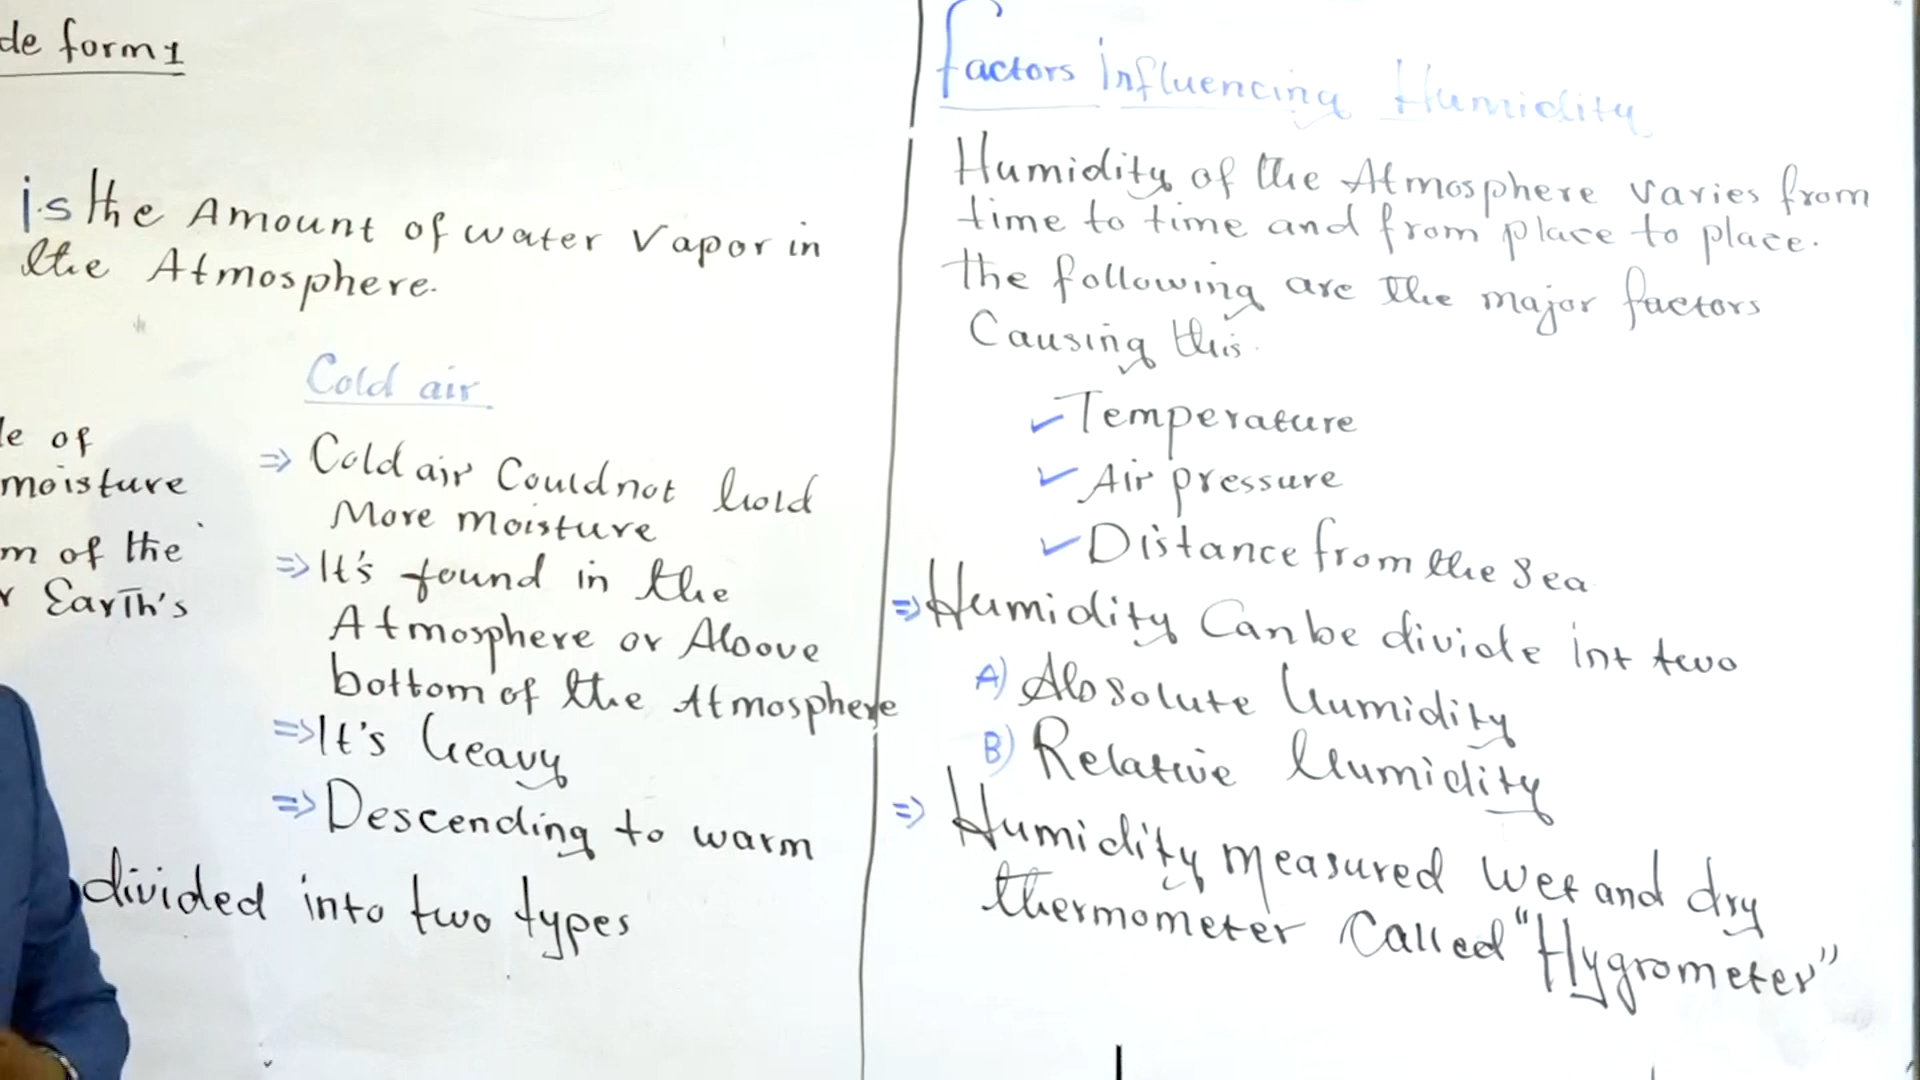 de form 1
is the Amount of water vapor in
the Atmosphere.
Cold air
le of
moisture
m of the
r Earth's
=> Cold air Could not hold
More moisture
=> It's found in the
Atmosphere or Above
bottom of the Atmosphere
=> It's heavy
=> Descending to warm
divided into two types
factors Influencing Humidity
Humidity of the Atmosphere varies from
time to time and from place to place.
the following are the major factors
Causing this.
✓ Temperature
✓ Air pressure
✓ Distance from the Sea
=> Humidity Can be divide int two
A) Absolute humidity
B) Relative humidity
=> Humidity measured wet and dry
thermometer Called "Hygrometer"